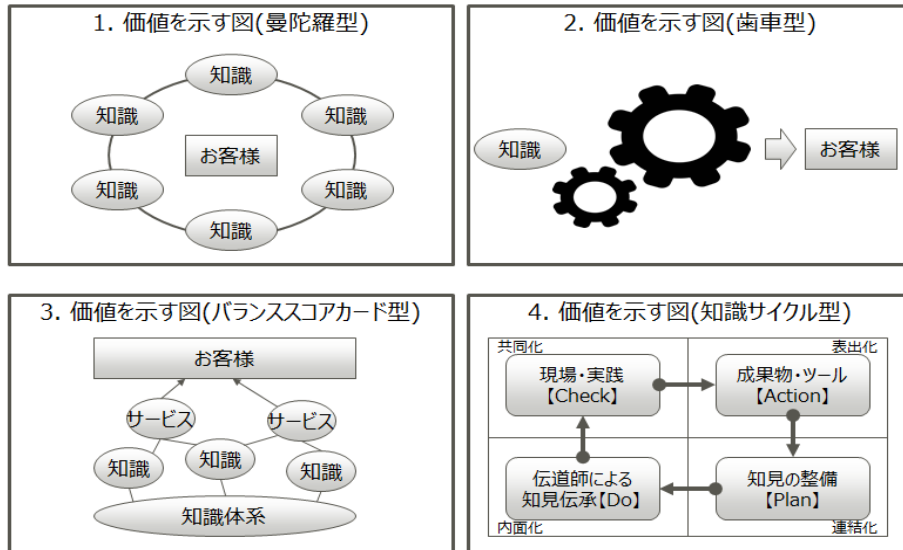 1. 価値を示す図(曼陀羅型)
知識
知識
知識
お客様
知識
知識
知識
2. 価値を示す図(歯車型)
知識
お客様
3. 価値を示す図(バランススコアカード型)
お客様
サービス
サービス
知識
知識
知識
知識体系
4. 価値を示す図(知識サイクル型)
共同化
表出化
現場・実践
【Check】
成果物・ツール
【Action】
伝道師による
知見伝承【Do】
知見の整備
【Plan】
内面化
連結化